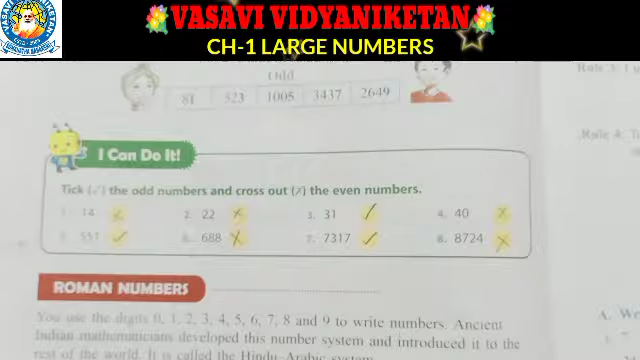 VASAVI VIDYANIKETAN
CH-1 LARGE NUMBERS
Odd
81 323 1005 3437 2649
I Can Do It!
Tick (✓) the odd numbers and cross out (✗) the even numbers.
1. 14 ✗ 2. 22 ✗ 3. 31 ✓ 4. 40 ✗
5. 551 ✓ 6. 688 ✗ 7. 7317 ✓ 8. 8724 ✗
ROMAN NUMBERS
You use the digits 0, 1, 2, 3, 4, 5, 6, 7, 8 and 9 to write numbers. Ancient
Indian mathematicians developed this number system and introduced it to the
rest of the world. It is called the Hindu-Arabic system
Rule 4: